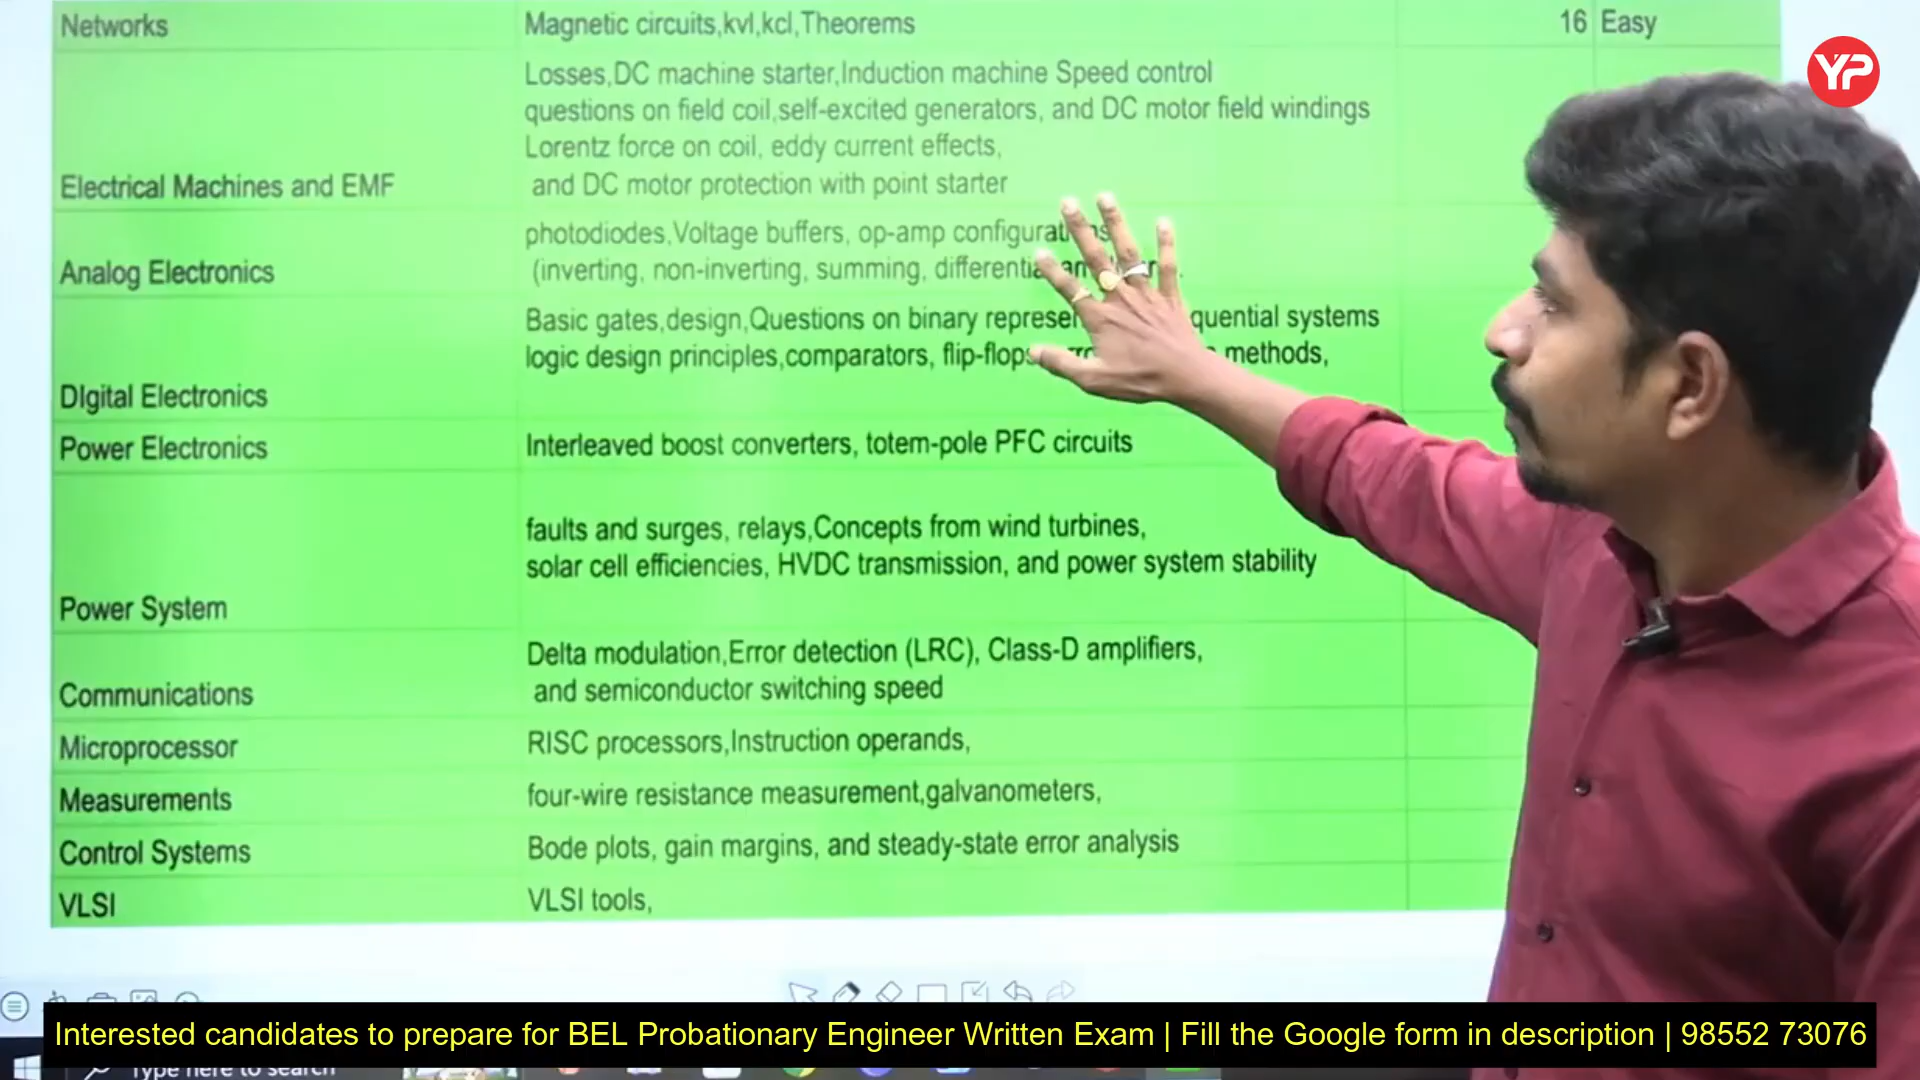 Networks Magnetic circuits,kvl,kcl,Theorems 16 Easy
YP
Losses,DC machine starter,Induction machine Speed control
questions on field coil,self-excited generators, and DC motor field windings
Lorentz force on coil, eddy current effects,
Electrical Machines and EMF and DC motor protection with point starter
photodiodes,Voltage buffers, op-amp
Analog Electronics (inverting, non-inverting, summing,
Basic gates,design,Questions on binary systems
logic design principles,comparators, methods,
DIgital Electronics
Power Electronics Interleaved boost converters, totem-pole PFC circuits
faults and surges, relays,Concepts from wind turbines,
solar cell efficiencies, HVDC transmission, and power system stability
Power System
Delta modulation,Error detection (LRC), Class-D amplifiers,
Communications and semiconductor switching speed
Microprocessor RISC processors,Instruction operands,
Measurements four-wire resistance measurement,galvanometers,
Control Systems Bode plots, gain margins, and steady-state error analysis
VLSI VLSI tools,
Interested candidates to prepare for BEL Probationary Engineer Written Exam | Fill the Google form in description | 98552 73076
Type here to search